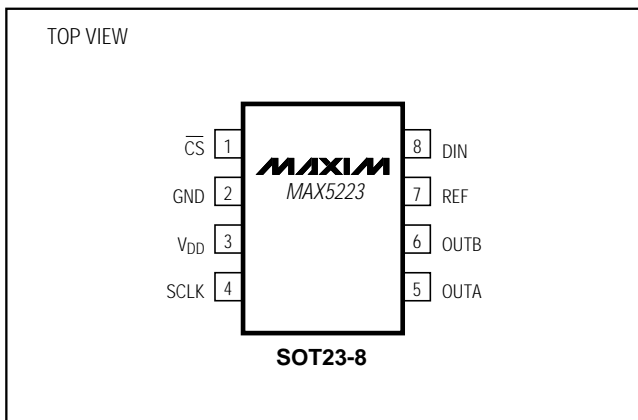 TOP VIEW
C̅S̅ 1
GND 2
VDD 3
SCLK 4
MAXIM
MAX5223
8 DIN
7 REF
6 OUTB
5 OUTA
SOT23-8